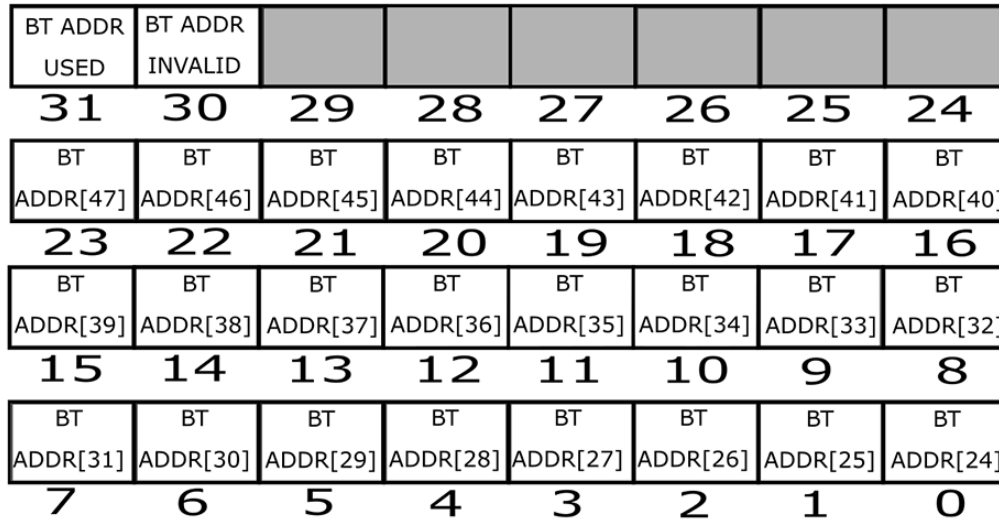 BT ADDR BT ADDR
USED INVALID
31 30 29 28 27 26 25 24
BT BT BT BT BT BT BT BT
ADDR[47] ADDR[46] ADDR[45] ADDR[44] ADDR[43] ADDR[42] ADDR[41] ADDR[40]
23 22 21 20 19 18 17 16
BT BT BT BT BT BT BT BT
ADDR[39] ADDR[38] ADDR[37] ADDR[36] ADDR[35] ADDR[34] ADDR[33] ADDR[32]
15 14 13 12 11 10 9 8
BT BT BT BT BT BT BT BT
ADDR[31] ADDR[30] ADDR[29] ADDR[28] ADDR[27] ADDR[26] ADDR[25] ADDR[24]
7 6 5 4 3 2 1 0